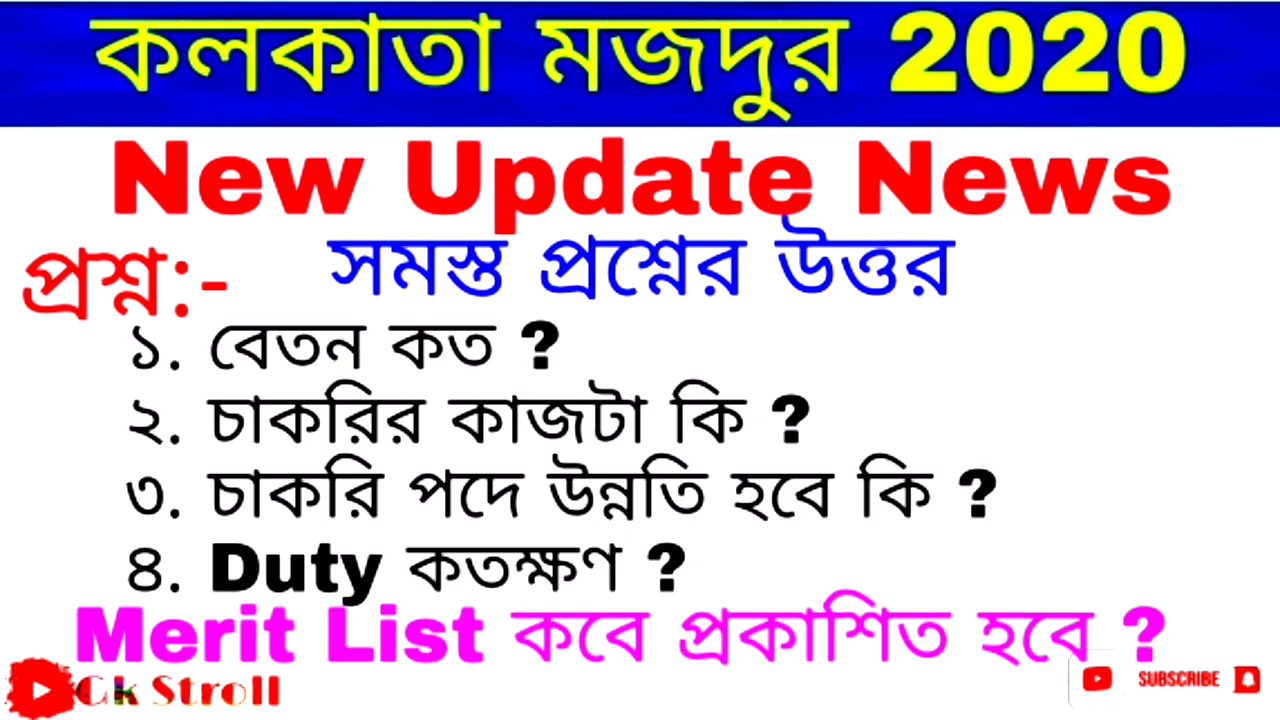 কলকাতা মজদুর 2020
New Update News
প্রশ্ন:- সমস্ত প্রশ্নের উত্তর
১. বেতন কত ?
২. চাকরির কাজটা কি ?
৩. চাকরি পদে উন্নতি হবে কি ?
৪. Duty কতক্ষণ ?
Merit List কবে প্রকাশিত হবে ?
Gk Stroll
SUBSCRIBE